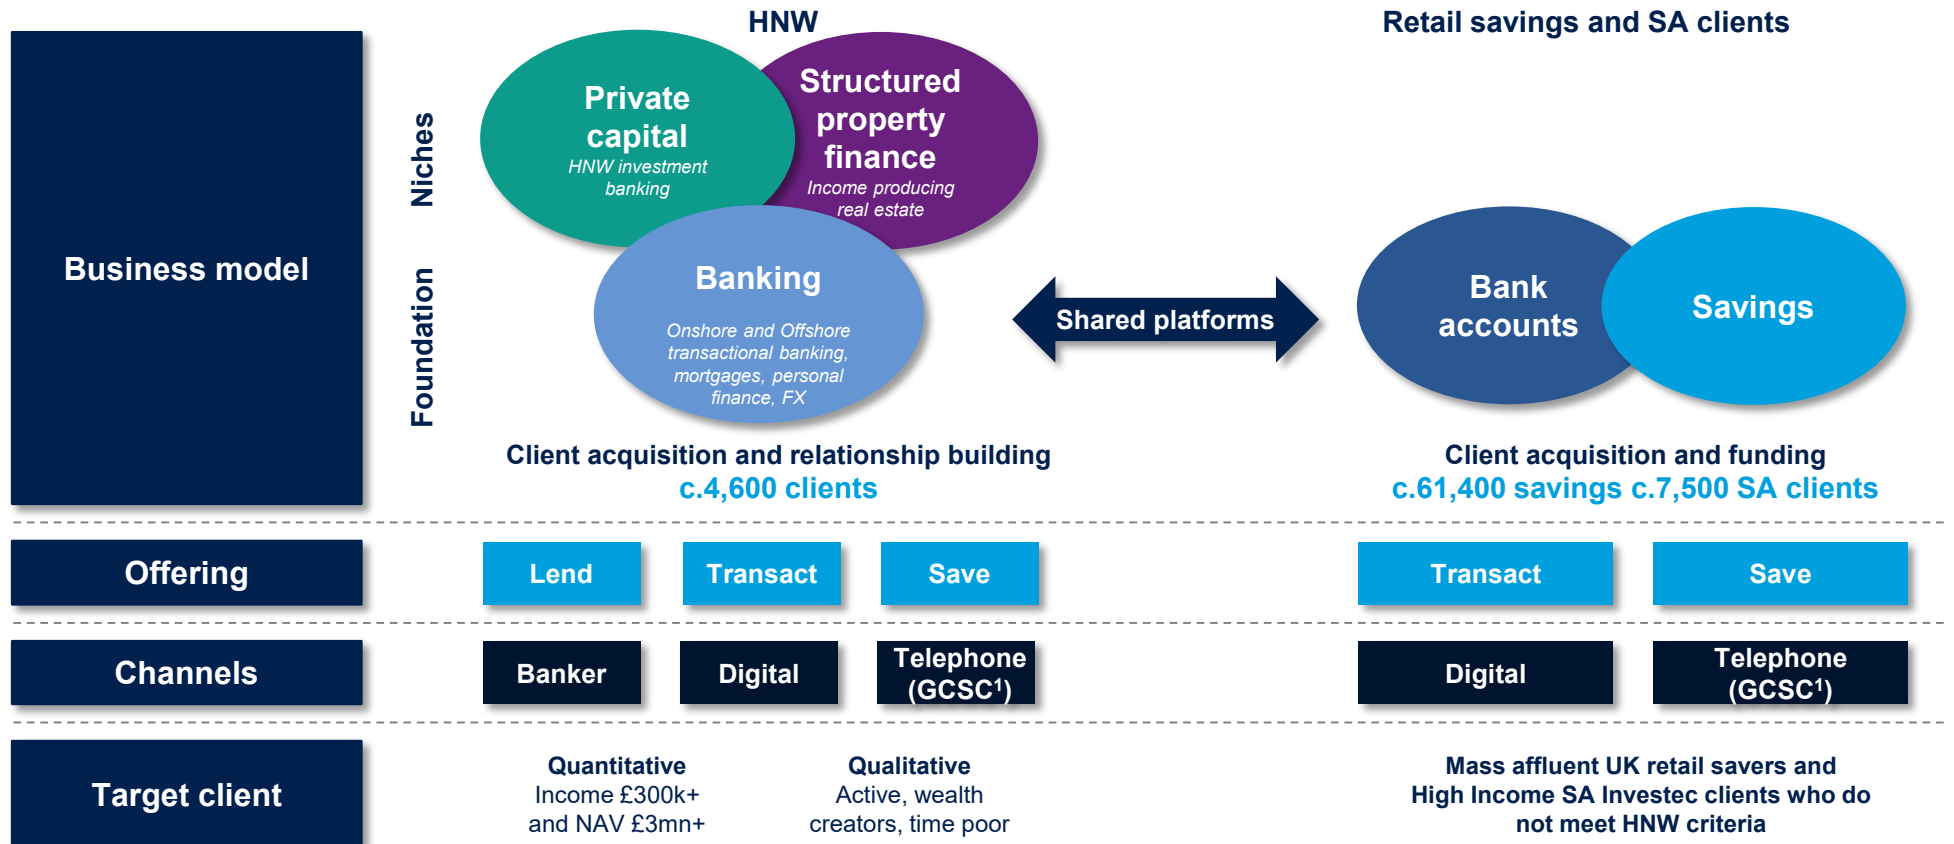 HNW
Retail savings and SA clients
Business model
Niches
Foundation
Private
capital
HNW investment
banking
Structured
property
finance
Income producing
real estate
Banking
Onshore and Offshore
transactional banking,
mortgages, personal
finance, FX
Shared platforms
Bank
accounts
Savings
Client acquisition and relationship building
c.4,600 clients
Client acquisition and funding
c.61,400 savings c.7,500 SA clients
Offering
Lend
Transact
Save
Transact
Save
Channels
Banker
Digital
Telephone
(GCSC¹)
Digital
Telephone
(GCSC¹)
Target client
Quantitative
Income £300k+
and NAV £3mn+
Qualitative
Active, wealth
creators, time poor
Mass affluent UK retail savers and
High Income SA Investec clients who do
not meet HNW criteria